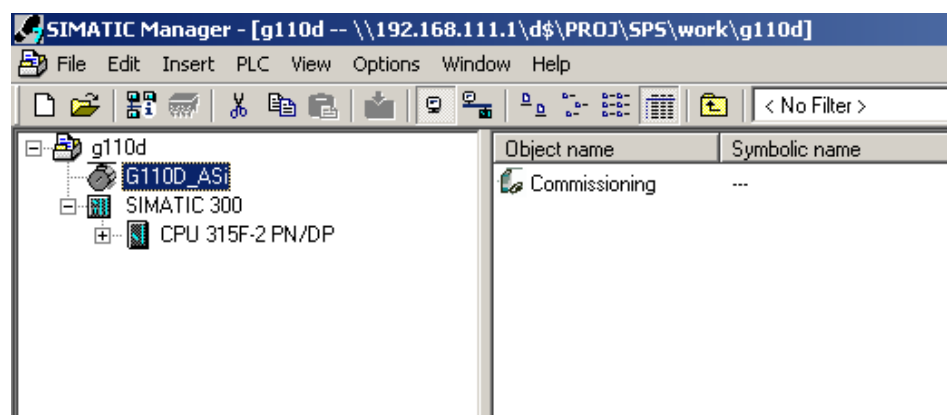 SIMATIC Manager - [g110d -- \\192.168.111.1\d$\PROJ\SPS\work\g110d]
File Edit Insert PLC View Options Window Help
< No Filter >
g110d
G110D_ASi
SIMATIC 300
CPU 315F-2 PN/DP
Object name Symbolic name
Commissioning ---